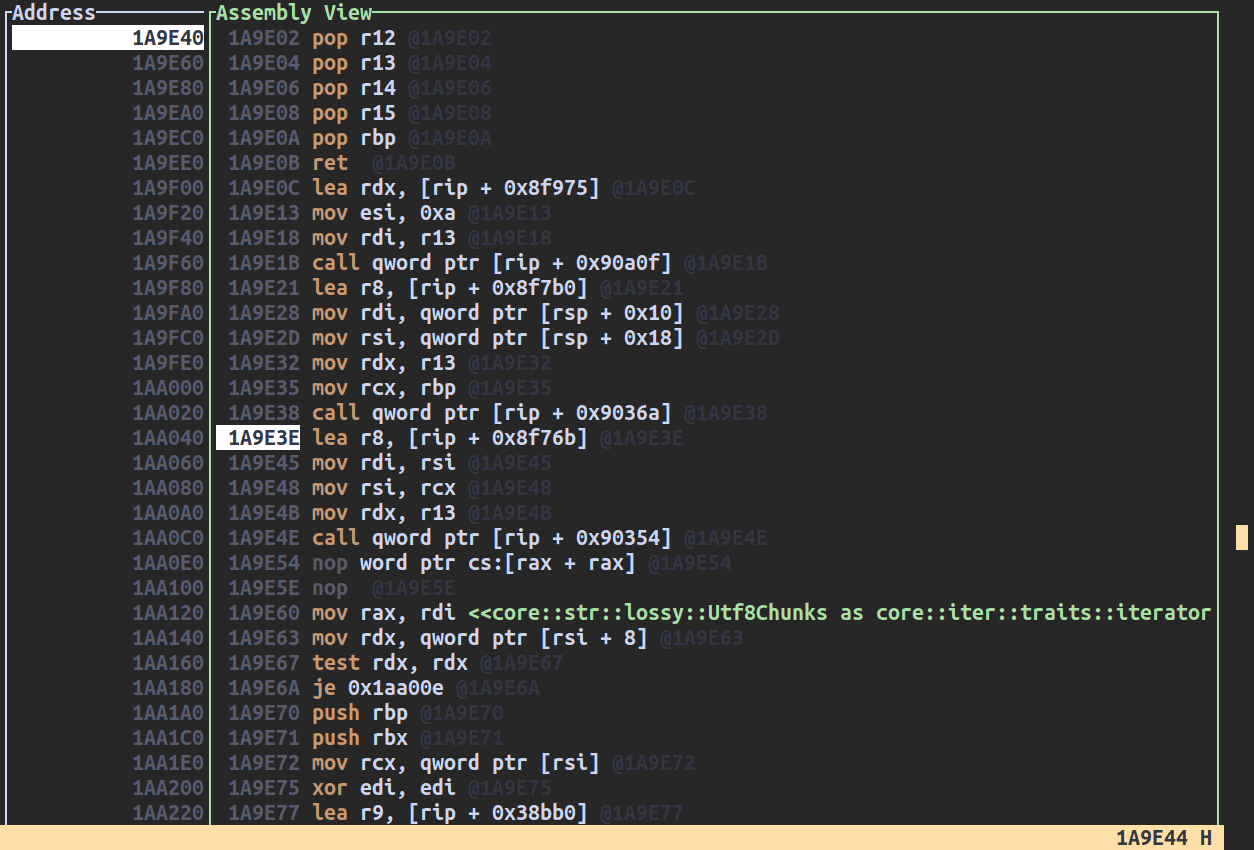 Address Assembly View
1A9E40 1A9E02 pop r12 @1A9E02
1A9E60 1A9E04 pop r13 @1A9E04
1A9E80 1A9E06 pop r14 @1A9E06
1A9EA0 1A9E08 pop r15 @1A9E08
1A9EC0 1A9E0A pop rbp @1A9E0A
1A9EE0 1A9E0B ret @1A9E0B
1A9F00 1A9E0C lea rdx, [rip + 0x8f975] @1A9E0C
1A9F20 1A9E13 mov esi, 0xa @1A9E13
1A9F40 1A9E18 mov rdi, r13 @1A9E18
1A9F60 1A9E1B call qword ptr [rip + 0x90a0f] @1A9E1B
1A9F80 1A9E21 lea r8, [rip + 0x8f7b0] @1A9E21
1A9FA0 1A9E28 mov rdi, qword ptr [rsp + 0x10] @1A9E28
1A9FC0 1A9E2D mov rsi, qword ptr [rsp + 0x18] @1A9E2D
1A9FE0 1A9E32 mov rdx, r13 @1A9E32
1AA000 1A9E35 mov rcx, rbp @1A9E35
1AA020 1A9E38 call qword ptr [rip + 0x9036a] @1A9E38
1AA040 1A9E3E lea r8, [rip + 0x8f76b] @1A9E3E
1AA060 1A9E45 mov rdi, rsi @1A9E45
1AA080 1A9E48 mov rsi, rcx @1A9E48
1AA0A0 1A9E4B mov rdx, r13 @1A9E4B
1AA0C0 1A9E4E call qword ptr [rip + 0x90354] @1A9E4E
1AA0E0 1A9E54 nop word ptr cs:[rax + rax] @1A9E54
1AA100 1A9E5E nop @1A9E5E
1AA120 1A9E60 mov rax, rdi <<core::str::lossy::Utf8Chunks as core::iter::traits::iterator
1AA140 1A9E63 mov rdx, qword ptr [rsi + 8] @1A9E63
1AA160 1A9E67 test rdx, rdx @1A9E67
1AA180 1A9E6A je 0x1aa00e @1A9E6A
1AA1A0 1A9E70 push rbp @1A9E70
1AA1C0 1A9E71 push rbx @1A9E71
1AA1E0 1A9E72 mov rcx, qword ptr [rsi] @1A9E72
1AA200 1A9E75 xor edi, edi @1A9E75
1AA220 1A9E77 lea r9, [rip + 0x38bb0] @1A9E77
1A9E44 H